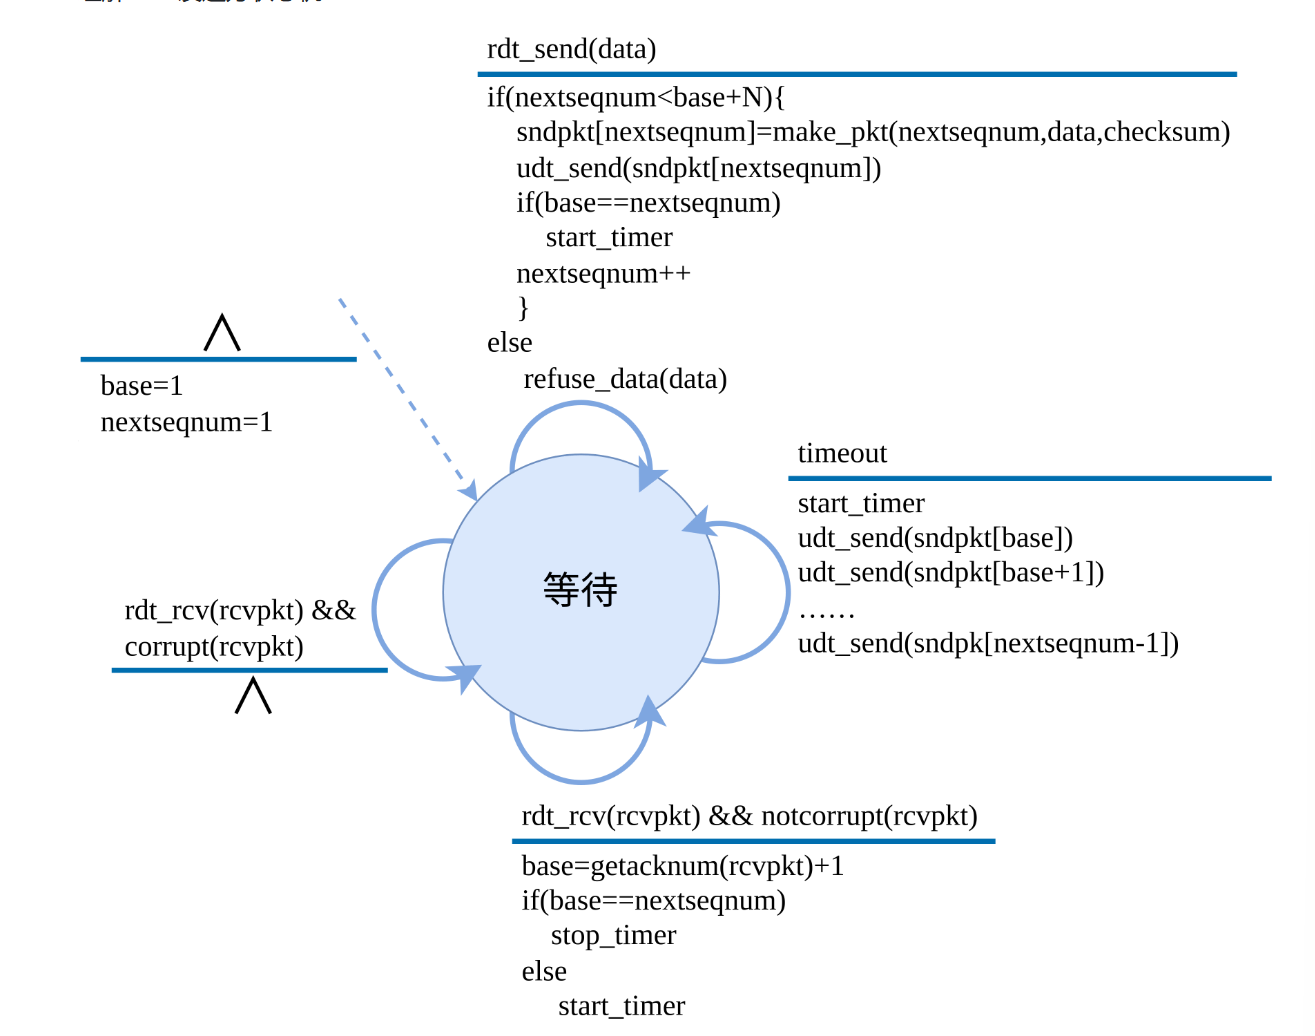 rdt_send(data)
if(nextseqnum<base+N){
sndpkt[nextseqnum]=make_pkt(nextseqnum,data,checksum)
udt_send(sndpkt[nextseqnum])
if(base==nextseqnum)
start_timer
nextseqnum++
}
else
refuse_data(data)
Λ
base=1
nextseqnum=1
timeout
start_timer
udt_send(sndpkt[base])
udt_send(sndpkt[base+1])
……
udt_send(sndpk[nextseqnum-1])
等待
rdt_rcv(rcvpkt) &&
corrupt(rcvpkt)
Λ
rdt_rcv(rcvpkt) && notcorrupt(rcvpkt)
base=getacknum(rcvpkt)+1
if(base==nextseqnum)
stop_timer
else
start_timer